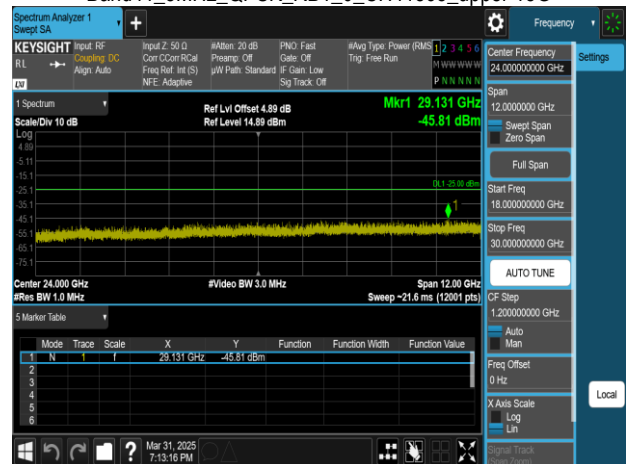 Spectrum Analyzer 1
Swept SA
Frequency
KEYSIGHT
RL
Input: RF
Coupling: DC
Align: Auto
Input Z: 50 Ω
Corr CCorr RCal
Freq Ref: Int (S)
NFE: Adaptive
#Atten: 20 dB
Preamp: Off
µW Path: Standard
PNO: Fast
Gate: Off
IF Gain: Low
Sig Track: Off
#Avg Type: Power (RMS
Trig: Free Run
1 2 3 4 5 6
M W W W W W
P N N N N N
LXI
1 Spectrum
Scale/Div 10 dB
Ref Lvl Offset 4.89 dB
Ref Level 14.89 dBm
Mkr1 29.131 GHz
-45.81 dBm
Log
4.89
-5.11
-15.1
-25.1
-35.1
-45.1
-55.1
-65.1
-75.1
DL1 -25.00 dBm
1
Center 24.000 GHz
#Res BW 1.0 MHz
#Video BW 3.0 MHz
Span 12.00 GHz
Sweep ~21.6 ms (12001 pts)
5 Marker Table
Mode Trace Scale X Y Function Function Width Function Value
1 N 1 f 29.131 GHz -45.81 dBm
2
3
4
5
6
Mar 31, 2025
7:13:16 PM
Center Frequency
24.000000000 GHz
Settings
Span
12.0000000 GHz
Swept Span
Zero Span
Full Span
Start Freq
18.000000000 GHz
Stop Freq
30.000000000 GHz
AUTO TUNE
CF Step
1.200000000 GHz
Auto
Man
Freq Offset
0 Hz
X Axis Scale
Log
Lin
Local
Signal Track
(Span Zoom)